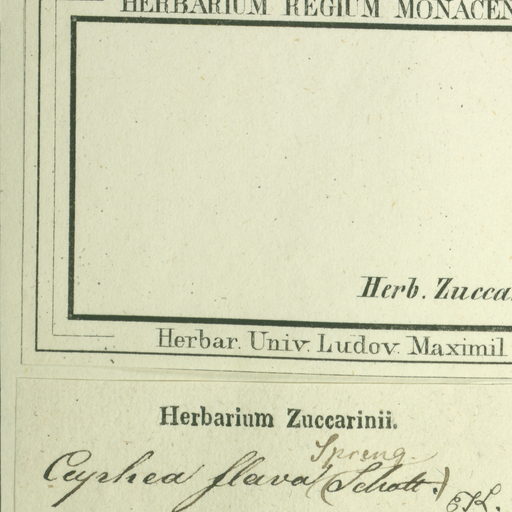 HERBARIUM REGIUM MONACEN
Herb. Zucca
Herbar. Univ. Ludov. Maximil
Herbarium Zuccarinii.
Spreng.
Cuphea flava (Schott.)